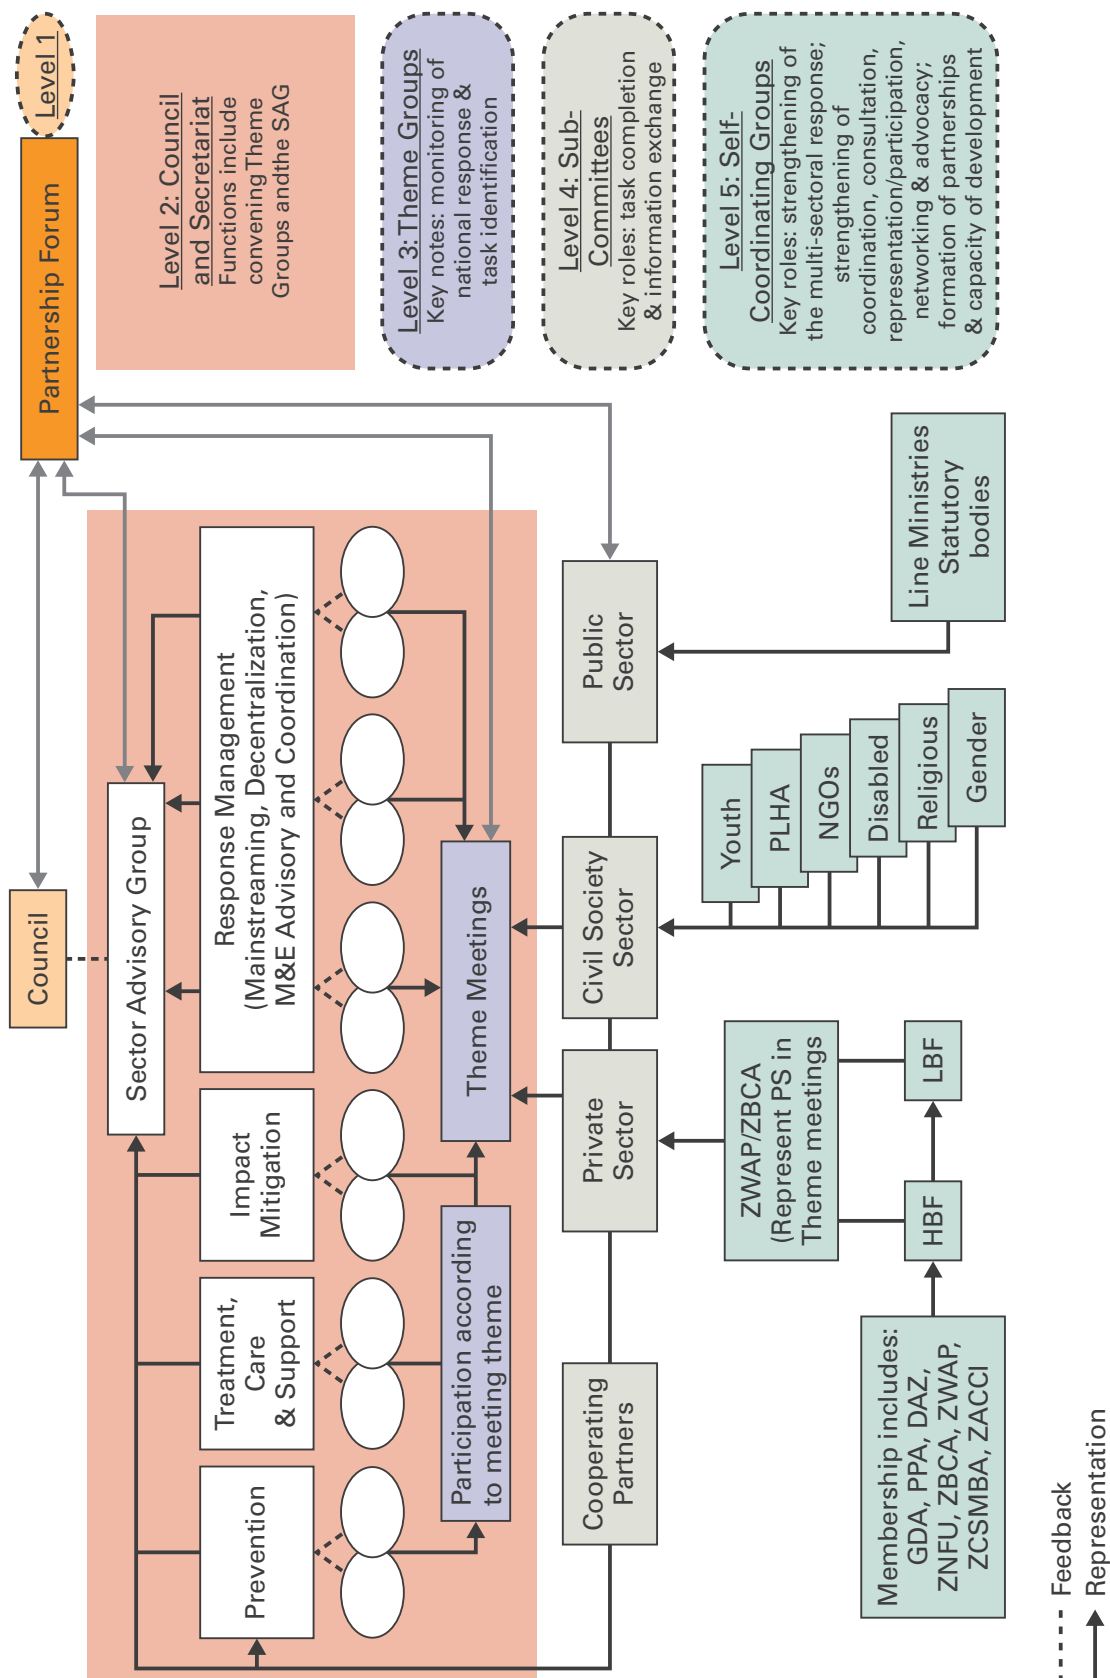 Level 1
Partnership Forum
Level 2: Council
and Secretariat
Functions include
convening Theme
Groups andthe SAG
Level 3: Theme Groups
Key notes: monitoring of
national response &
task identification
Level 4: Sub-
Committees
Key roles: task completion
& information exchange
Level 5: Self-
Coordinating Groups
Key roles: strengthening of
the multi-sectoral response;
strengthening of
coordination, consultation,
representation/participation,
networking & advocacy;
formation of partnerships
& capacity of development
Council
Sector Advisory Group
Prevention
Treatment,
Care
& Support
Impact
Mitigation
Response Management
(Mainstreaming, Decentralization,
M&E Advisory and Coordination)
Participation according
to meeting theme
Theme Meetings
Cooperating
Partners
Private
Sector
Civil Society
Sector
Public
Sector
ZWAP/ZBCA
(Represent PS in
Theme meetings
HBF
LBF
Membership includes:
GDA, PPA, DAZ,
ZNFU, ZBCA, ZWAP,
ZCSMBA, ZACCI
Youth
PLHA
NGOs
Disabled
Religious
Gender
Line Ministries
Statutory
bodies
Feedback
Representation